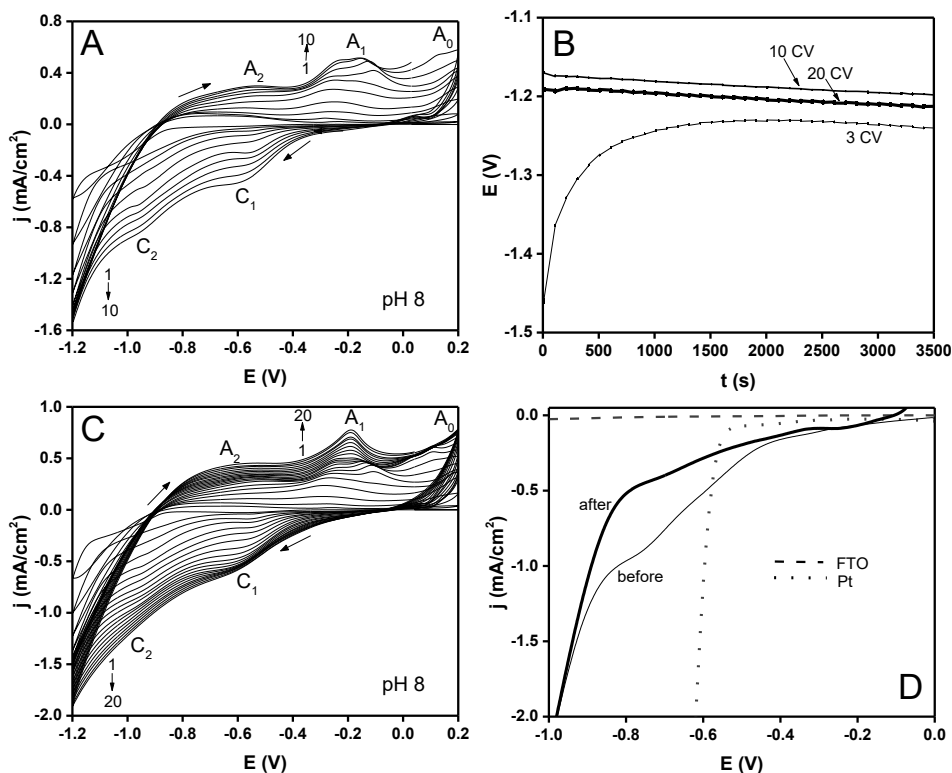 A
0.8
0.4
0.0
-0.4
-0.8
-1.2
-1.6
j (mA/cm²)
A₂
10
1
A₁
A₀
C₁
C₂
1
10
pH 8
-1.2 -1.0 -0.8 -0.6 -0.4 -0.2 0.0 0.2
E (V)
B
-1.1
-1.2
-1.3
-1.4
-1.5
E (V)
10 CV
20 CV
3 CV
0 500 1000 1500 2000 2500 3000 3500
t (s)
C
1.0
0.5
0.0
-0.5
-1.0
-1.5
-2.0
j (mA/cm²)
A₂
20
1
A₁
A₀
C₁
C₂
1
20
pH 8
-1.2 -1.0 -0.8 -0.6 -0.4 -0.2 0.0 0.2
E (V)
0.0
-0.5
-1.0
-1.5
-2.0
j (mA/cm²)
after
before
FTO
Pt
D
-1.0 -0.8 -0.6 -0.4 -0.2 0.0
E (V)